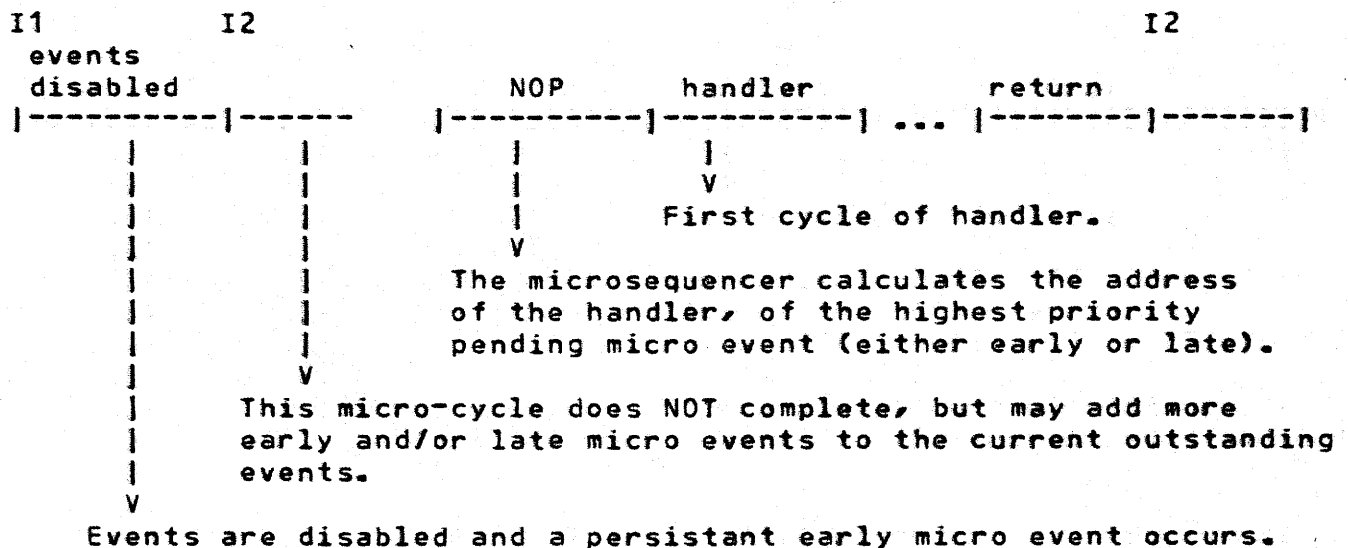 I1 I2 I2
events
disabled NOP handler return
|----------|------ |----------|----------| ... |--------|-------|
First cycle of handler.
The microsequencer calculates the address
of the handler, of the highest priority
pending micro event (either early or late).
This micro-cycle does NOT complete, but may add more
early and/or late micro events to the current outstanding
events.
Events are disabled and a persistant early micro event occurs.